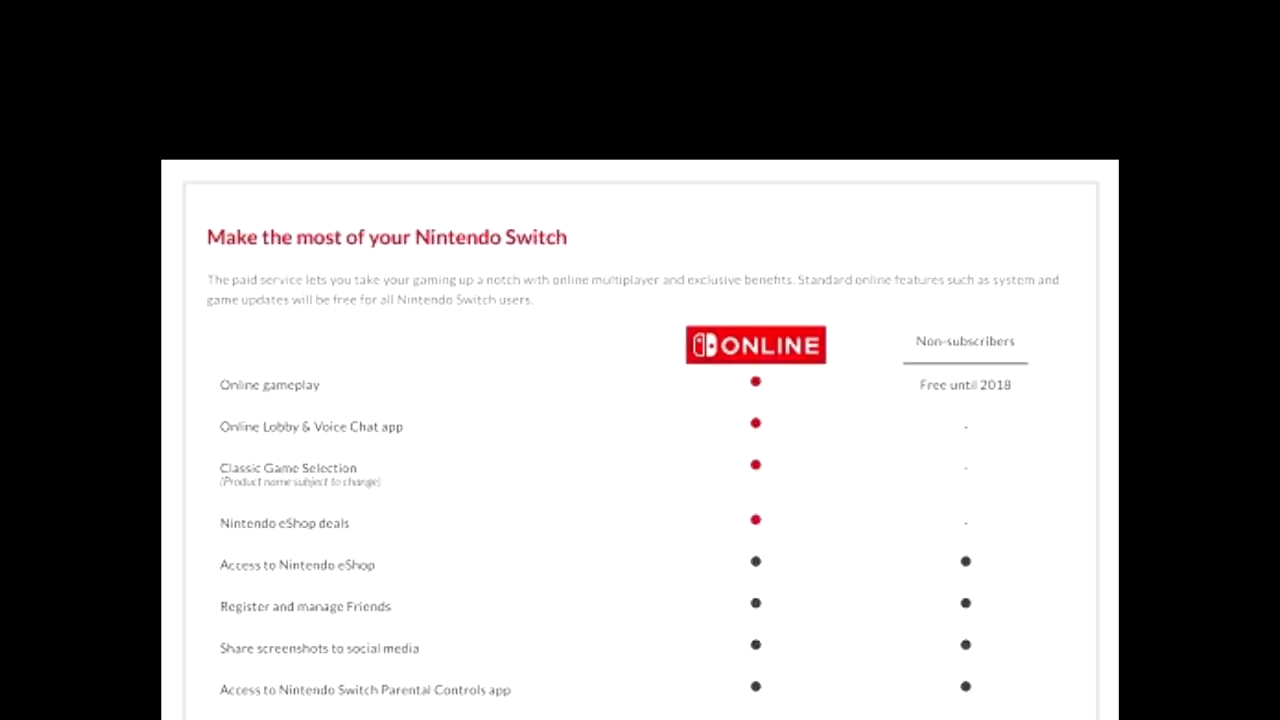 Make the most of your Nintendo Switch
The paid service lets you take your gaming up a notch with online multiplayer and exclusive benefits. Standard online features such as system and
game updates will be free for all Nintendo Switch users.
ONLINE
Non-subscribers
Online gameplay
Free until 2018
Online Lobby & Voice Chat app
-
Classic Game Selection
-
(Product name subject to change)
Nintendo eShop deals
-
Access to Nintendo eShop
Register and manage Friends
Share screenshots to social media
Access to Nintendo Switch Parental Controls app